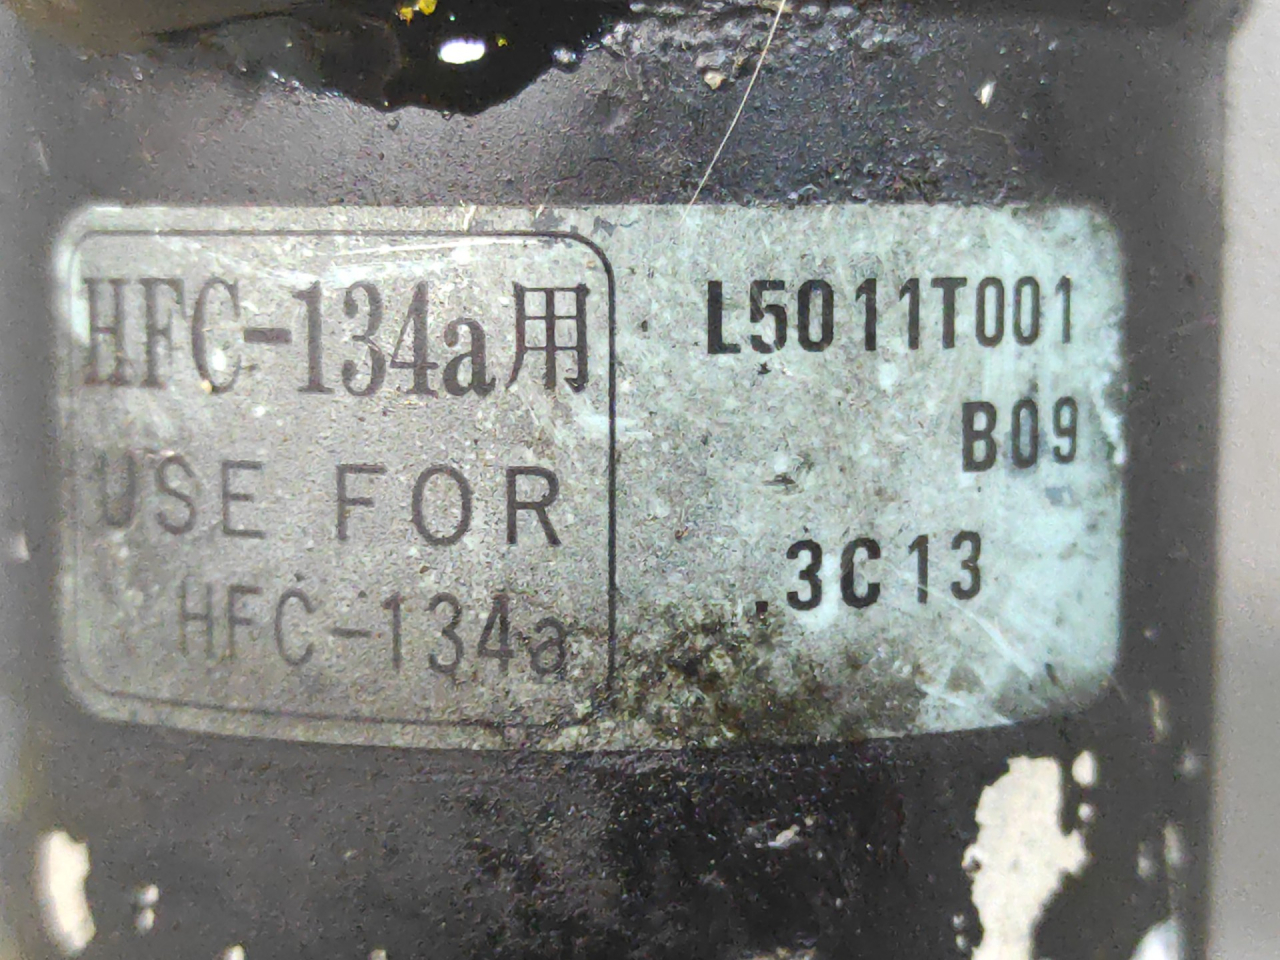 HFC-134a用
USE FOR
HFC-134a
L5011T001
B09
.3C13